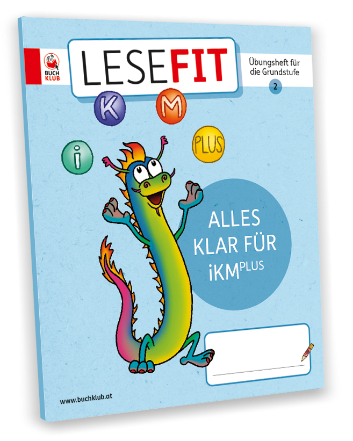 BUCH
KLUB
LESEFIT
Übungsheft für
die Grundstufe
2
i
K
M
PLUS
ALLES
KLAR FÜR
iKMPLUS
www.buchklub.at